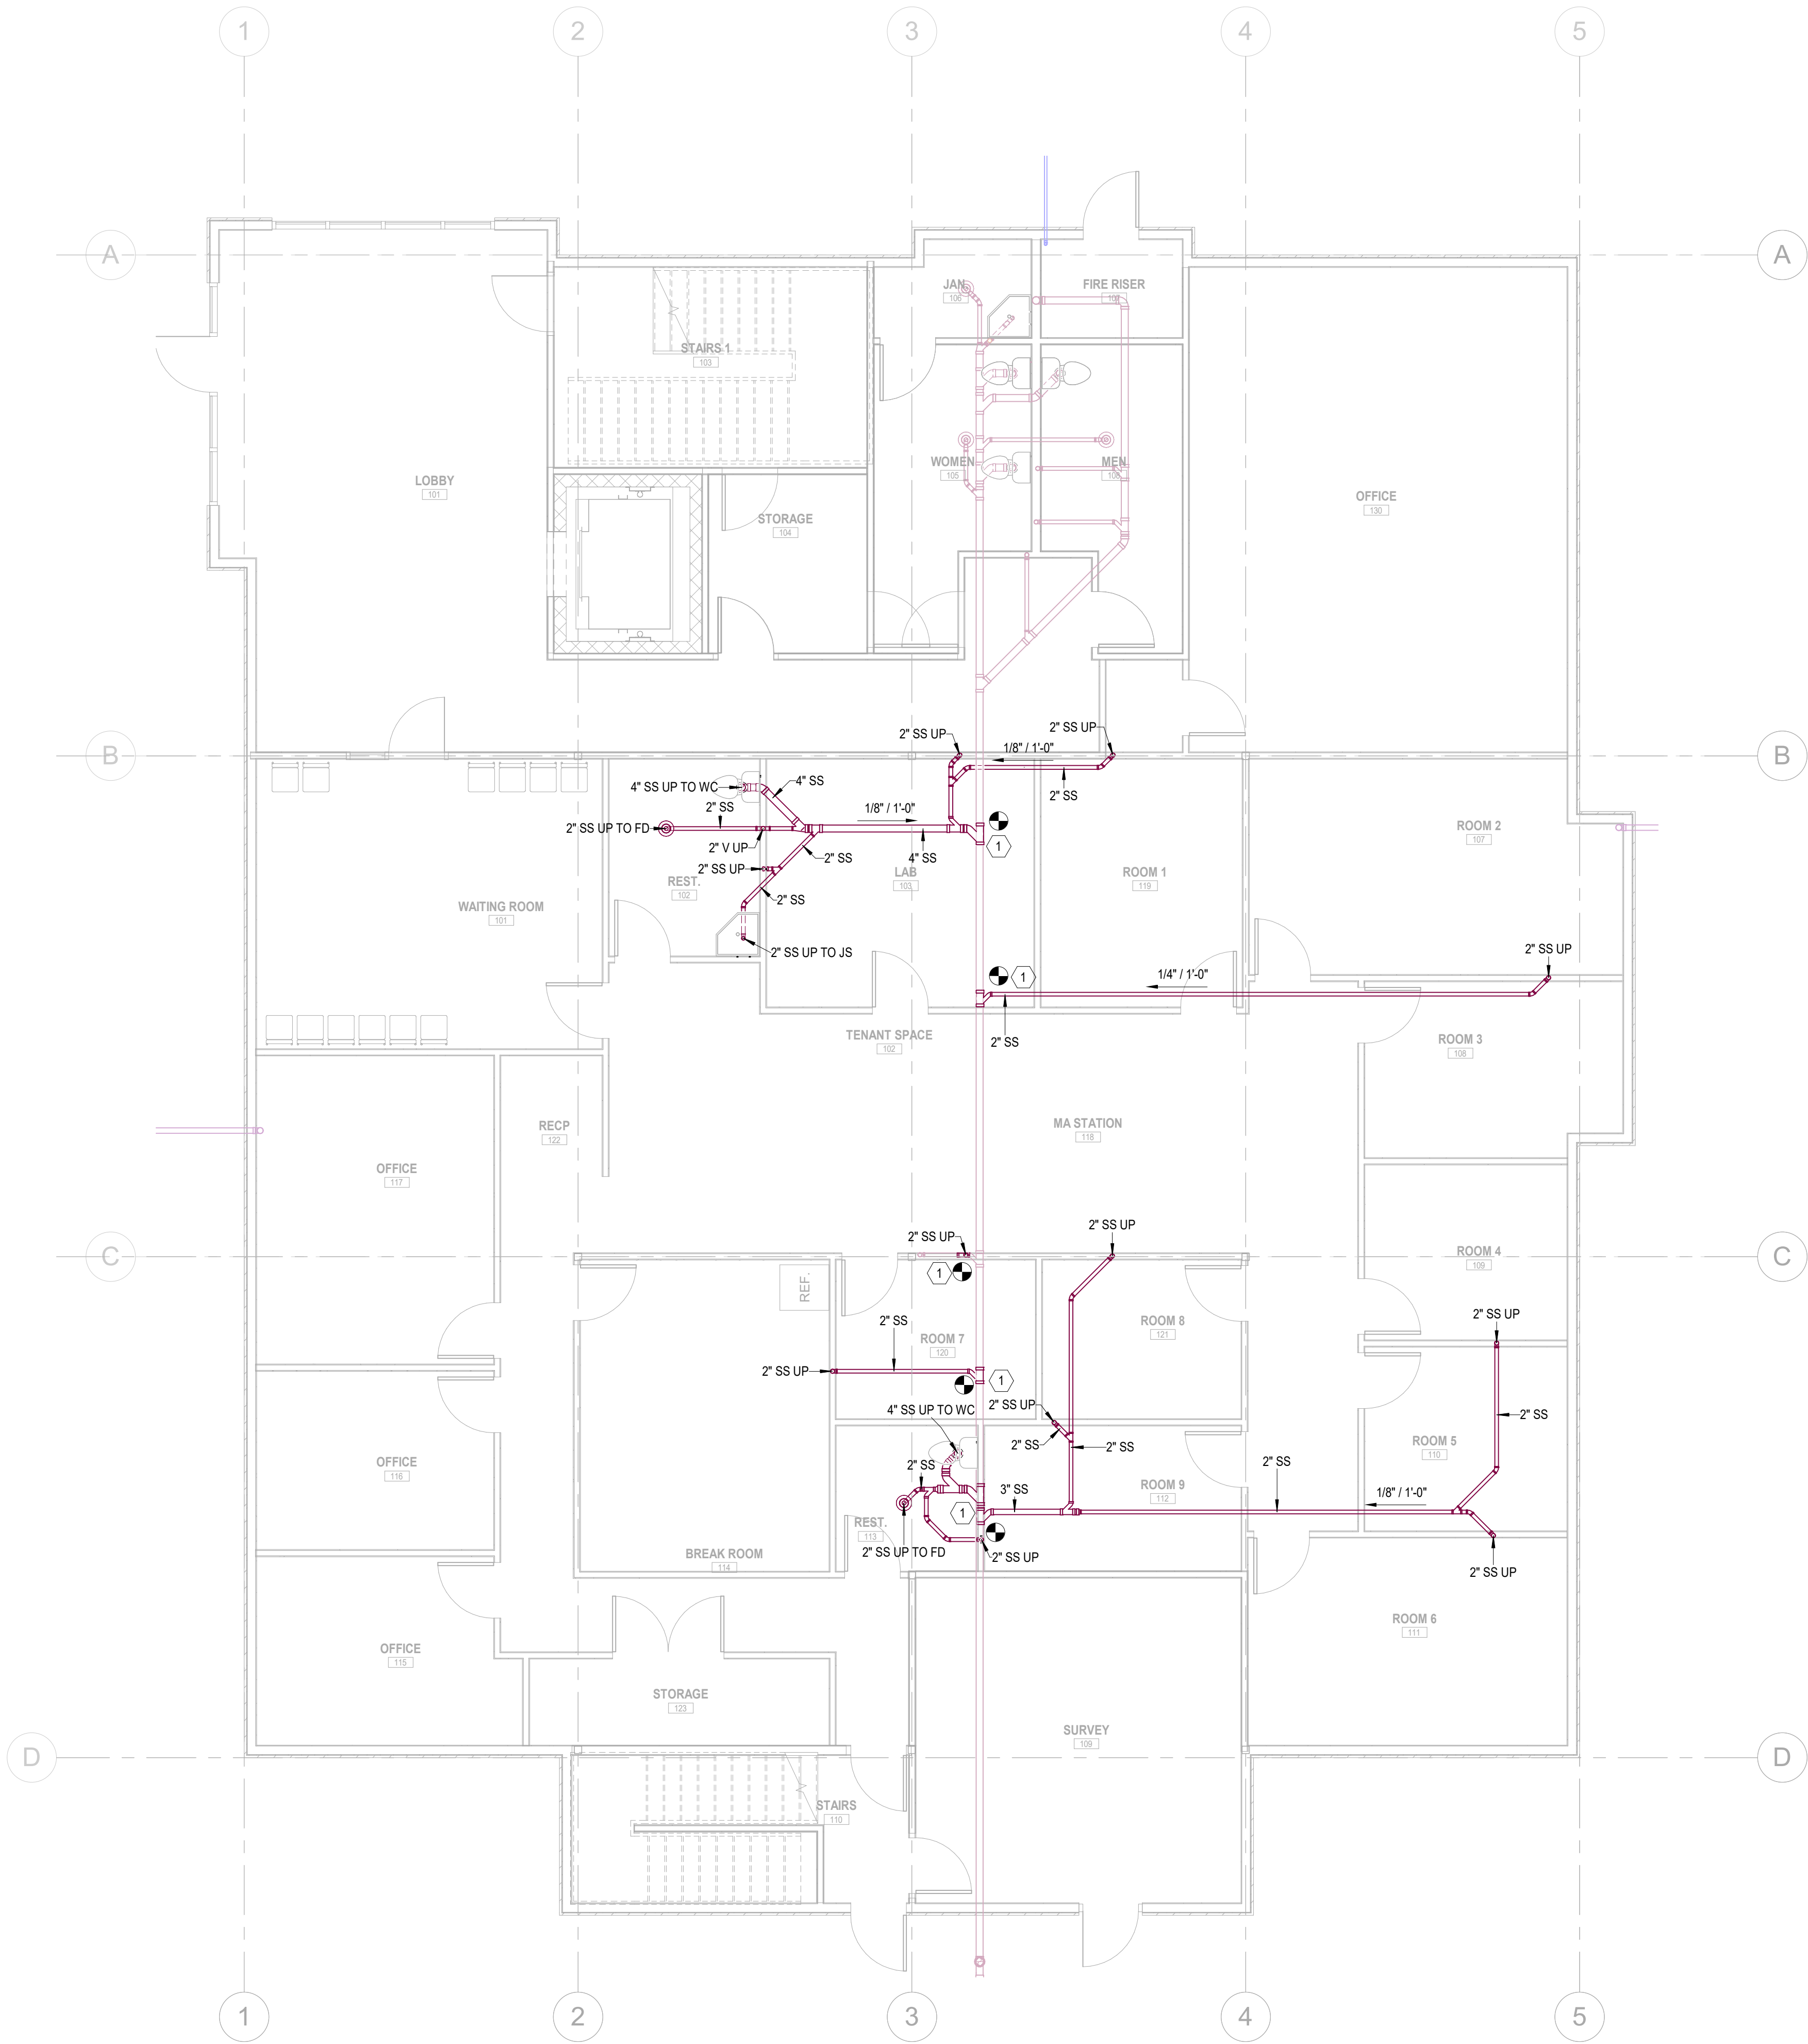 1 2 3 4 5
A A
JAN
106
FIRE RISER
STAIRS 1
103
LOBBY
101
WOMEN
105
MEN
OFFICE
130
STORAGE
104
2" SS UP
2" SS UP
1/8" / 1'-0"
B B
4" SS UP TO WC
4" SS
2" SS
2" SS
1/8" / 1'-0"
2" SS UP TO FD
ROOM 2
107
2" V UP
1
2" SS
4" SS
2" SS UP
REST.
102
LAB
103
ROOM 1
119
2" SS
WAITING ROOM
101
2" SS UP TO JS
2" SS UP
1
1/4" / 1'-0"
TENANT SPACE
102
2" SS
ROOM 3
108
RECP
122
MA STATION
118
OFFICE
117
2" SS UP
2" SS UP
C C
ROOM 4
109
1
REF.
2" SS
ROOM 7
120
ROOM 8
121
2" SS UP
2" SS UP
1
2" SS UP
4" SS UP TO WC
2" SS
2" SS
2" SS
ROOM 5
110
OFFICE
116
2" SS
2" SS
3" SS
ROOM 9
112
1/8" / 1'-0"
1
REST.
113
BREAK ROOM
114
2" SS UP TO FD
2" SS UP
2" SS UP
OFFICE
115
ROOM 6
111
STORAGE
123
SURVEY
109
D D
STAIRS
110
1 2 3 4 5